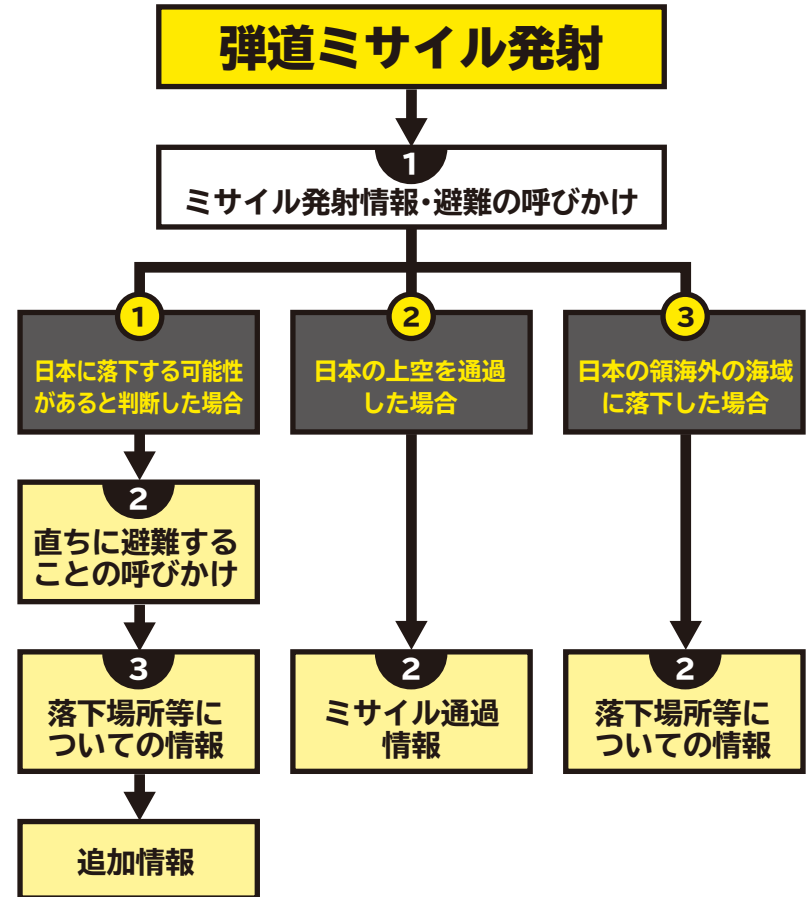 弾道ミサイル発射
1
ミサイル発射情報・避難の呼びかけ
1
日本に落下する可能性
があると判断した場合
2
直ちに避難する
ことの呼びかけ
3
落下場所等に
ついての情報
追加情報
2
日本の上空を通過
した場合
2
ミサイル通過
情報
3
日本の領海外の海域
に落下した場合
2
落下場所等に
ついての情報